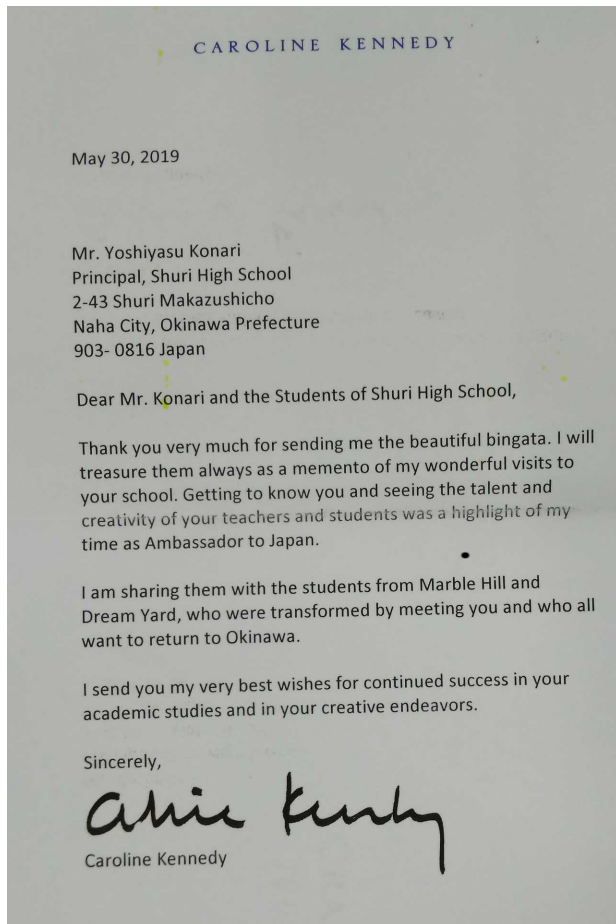 CAROLINE KENNEDY
May 30, 2019
Mr. Yoshiyasu Konari
Principal, Shuri High School
2-43 Shuri Makazushicho
Naha City, Okinawa Prefecture
903- 0816 Japan
Dear Mr. Konari and the Students of Shuri High School,
Thank you very much for sending me the beautiful bingata. I will
treasure them always as a memento of my wonderful visits to
your school. Getting to know you and seeing the talent and
creativity of your teachers and students was a highlight of my
time as Ambassador to Japan.
I am sharing them with the students from Marble Hill and
Dream Yard, who were transformed by meeting you and who all
want to return to Okinawa.
I send you my very best wishes for continued success in your
academic studies and in your creative endeavors.
Sincerely,
Caroline Kennedy